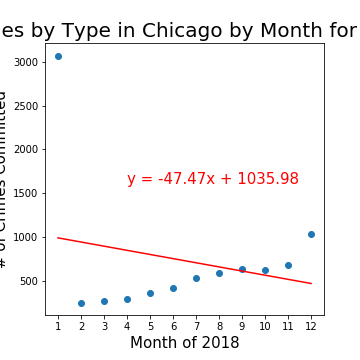 es by Type in Chicago by Month for
# of Crimes Committed
3000
2500
2000
1500
1000
500
y = -47.47x + 1035.98
1 2 3 4 5 6 7 8 9 10 11 12
Month of 2018